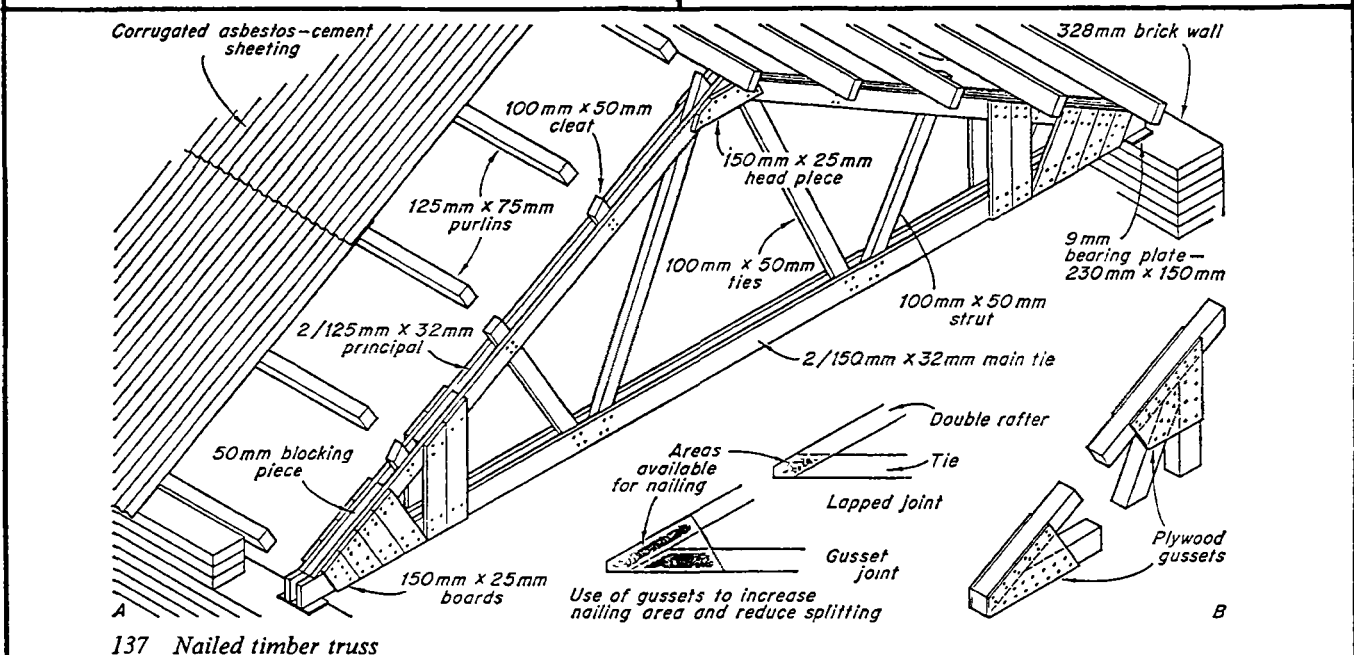 Corrugated asbestos–cement
sheeting
328mm brick wall
100mm × 50mm
cleat
150mm × 25mm
head piece
125mm × 75mm
purlins
9mm
bearing plate—
230mm × 150mm
100mm × 50mm
ties
100mm × 50mm
strut
2/125mm × 32mm
principal
2/150mm × 32mm main tie
50mm blocking
piece
Double rafter
Areas
available
for nailing
Tie
Lapped joint
Plywood
gussets
Gusset
joint
150mm × 25mm
boards
Use of gussets to increase
nailing area and reduce splitting
A
B
137 Nailed timber truss